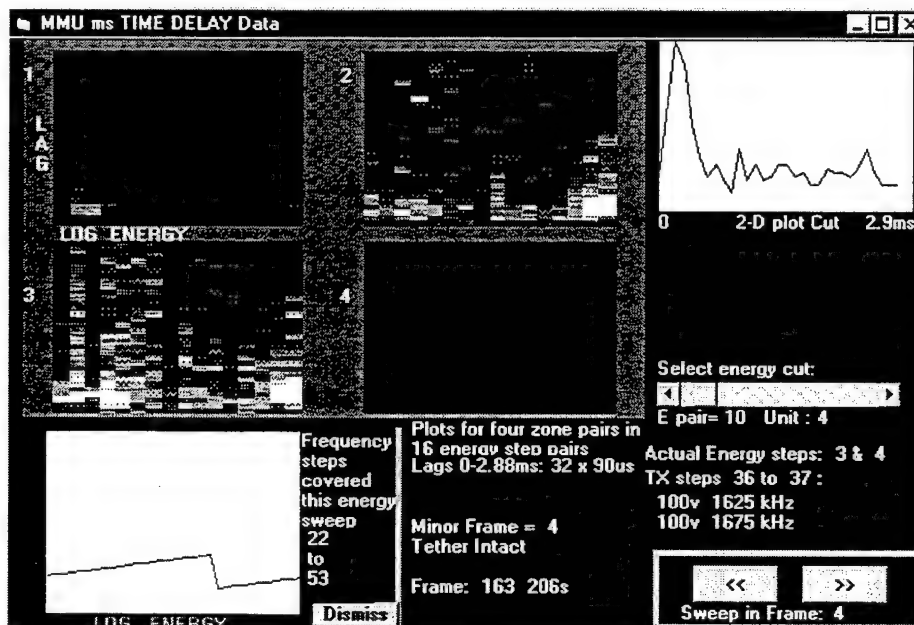 MMU ms TIME DELAY Data
1
2
LAG
LOG ENERGY
3
4
0 2-D plot Cut 2.9ms
Select energy cut:
E pair= 10 Unit : 4
Actual Energy steps: 3 & 4
TX steps 36 to 37 :
100v 1625 kHz
100v 1675 kHz
<< >>
Sweep in Frame: 4
Plots for four zone pairs in
16 energy step pairs
Lags 0-2.88ms: 32 x 90us
Minor Frame = 4
Tether Intact
Frame: 163 206s
Frequency
steps
covered
this energy
sweep
22
to
53
Dismiss
LOG ENERGY